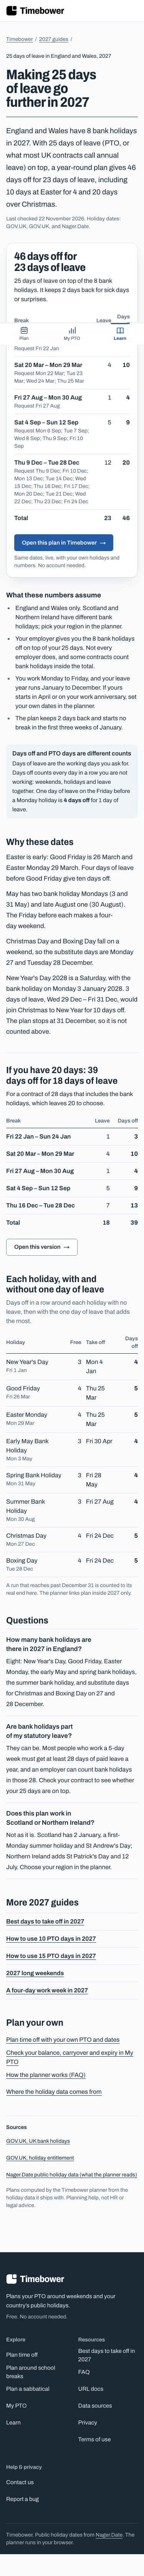 Timebower
Timebower / 2027 guides /
25 days of leave in England and Wales, 2027
Making 25 days
of leave go
further in 2027
England and Wales have 8 bank holidays
in 2027. With 25 days of leave (PTO, or
what most UK contracts call annual
leave) on top, a year-round plan gives 46
days off for 23 days of leave, including
10 days at Easter for 4 and 20 days
over Christmas.
Last checked 22 November 2026. Holiday dates:
GOV.UK, GOV.UK, and Nager.Date.
46 days off for
23 days of leave
25 days of leave on top of the 8 bank
holidays. It keeps 2 days back for sick days
or surprises.
Break Leave Days
Plan My PTO Learn
Request Fri 22 Jan
Sat 20 Mar – Mon 29 Mar 4 10
Request Mon 22 Mar; Tue 23
Mar; Wed 24 Mar; Thu 25 Mar
Fri 27 Aug – Mon 30 Aug 1 4
Request Fri 27 Aug
Sat 4 Sep – Sun 12 Sep 5 9
Request Mon 6 Sep; Tue 7 Sep;
Wed 8 Sep; Thu 9 Sep; Fri 10
Sep
Thu 9 Dec – Tue 28 Dec 12 20
Request Thu 9 Dec; Fri 10 Dec;
Mon 13 Dec; Tue 14 Dec; Wed
15 Dec; Thu 16 Dec; Fri 17 Dec;
Mon 20 Dec; Tue 21 Dec; Wed
22 Dec; Thu 23 Dec; Fri 24 Dec
Total 23 46
Open this plan in Timebower →
Same dates, live, with your own holidays and
numbers. No account needed.
What these numbers assume
• England and Wales only. Scotland and
Northern Ireland have different bank
holidays; pick your region in the planner.
• Your employer gives you the 8 bank holidays
off on top of your 25 days. Not every
employer does, and some contracts count
bank holidays inside the total.
• You work Monday to Friday, and your leave
year runs January to December. If yours
starts in April or on your work anniversary, set
your own dates in the planner.
• The plan keeps 2 days back and starts no
break in the first three weeks of January.
Days off and PTO days are different counts
Days of leave are the working days you ask for.
Days off counts every day in a row you are not
working: weekends, holidays and leave
together. One day of leave on the Friday before
a Monday holiday is 4 days off for 1 day of
leave.
Why these dates
Easter is early: Good Friday is 26 March and
Easter Monday 29 March. Four days of leave
before Good Friday give ten days off.
May has two bank holiday Mondays (3 and
31 May) and late August one (30 August).
The Friday before each makes a four-
day weekend.
Christmas Day and Boxing Day fall on a
weekend, so the substitute days are Monday
27 and Tuesday 28 December.
New Year's Day 2028 is a Saturday, with the
bank holiday on Monday 3 January 2028. 3
days of leave, Wed 29 Dec – Fri 31 Dec, would
join Christmas to New Year for 10 days off.
The plan stops at 31 December, so it is not
counted above.
If you have 20 days: 39
days off for 18 days of leave
For a contract of 28 days that includes the bank
holidays, which leaves 20 to choose.
Break Leave Days off
Fri 22 Jan – Sun 24 Jan 1 3
Sat 20 Mar – Mon 29 Mar 4 10
Fri 27 Aug – Mon 30 Aug 1 4
Sat 4 Sep – Sun 12 Sep 5 9
Thu 16 Dec – Tue 28 Dec 7 13
Total 18 39
Open this version →
Each holiday, with and
without one day of leave
Days off in a row around each holiday with no
leave, then with the one day of leave that adds
the most.
Holiday Free Take off Days off
New Year's Day 3 Mon 4 Jan 4
Fri 1 Jan
Good Friday 4 Thu 25 Mar 5
Fri 26 Mar
Easter Monday 4 Thu 25 Mar 5
Mon 29 Mar
Early May Bank Holiday 3 Fri 30 Apr 4
Mon 3 May
Spring Bank Holiday 3 Fri 28 May 4
Mon 31 May
Summer Bank Holiday 3 Fri 27 Aug 4
Mon 30 Aug
Christmas Day 4 Fri 24 Dec 5
Mon 27 Dec
Boxing Day 4 Fri 24 Dec 5
Tue 28 Dec
A run that reaches past December 31 is counted to its
real end here. The planner links plan inside 2027 only.
Questions
How many bank holidays are
there in 2027 in England?
Eight: New Year's Day, Good Friday, Easter
Monday, the early May and spring bank holidays,
the summer bank holiday, and substitute days
for Christmas and Boxing Day on 27 and
28 December.
Are bank holidays part
of my statutory leave?
They can be. Most people who work a 5-day
week must get at least 28 days of paid leave a
year, and an employer can count bank holidays
in those 28. Check your contract to see whether
your 25 days are on top.
Does this plan work in
Scotland or Northern Ireland?
Not as it is. Scotland has 2 January, a first-
Monday summer holiday and St Andrew's Day;
Northern Ireland adds St Patrick's Day and 12
July. Choose your region in the planner.
More 2027 guides
Best days to take off in 2027
How to use 10 PTO days in 2027
How to use 15 PTO days in 2027
2027 long weekends
A four-day work week in 2027
Plan your own
Plan time off with your own PTO and dates
Check your balance, carryover and expiry in My
PTO
How the planner works (FAQ)
Where the holiday data comes from
Sources
GOV.UK, UK bank holidays
GOV.UK, holiday entitlement
Nager.Date public holiday data (what the planner reads)
Plans computed by the Timebower planner from the
holiday data it ships with. Planning help, not HR or
legal advice.
Timebower
Plans your PTO around weekends and your
country's public holidays.
Free. No account needed.
Explore
Plan time off
Plan around school
breaks
Plan a sabbatical
My PTO
Learn
Resources
Best days to take off in
2027
FAQ
URL docs
Data sources
Privacy
Terms of use
Help & privacy
Contact us
Report a bug
Timebower. Public holiday dates from Nager.Date. The
planner runs in your browser.